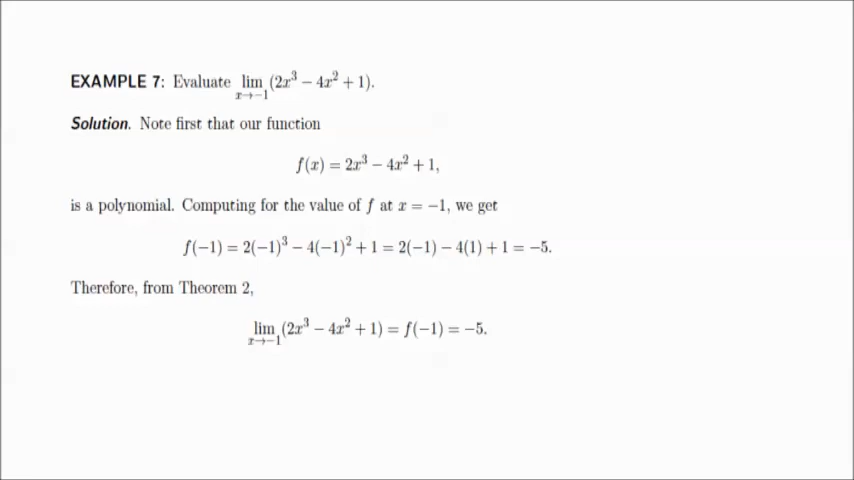 EXAMPLE 7: Evaluate lim_{x→−1} (2x³ − 4x² + 1).
Solution. Note first that our function
f(x) = 2x³ − 4x² + 1,
is a polynomial. Computing for the value of f at x = −1, we get
f(−1) = 2(−1)³ − 4(−1)² + 1 = 2(−1) − 4(1) + 1 = −5.
Therefore, from Theorem 2,
lim_{x→−1} (2x³ − 4x² + 1) = f(−1) = −5.